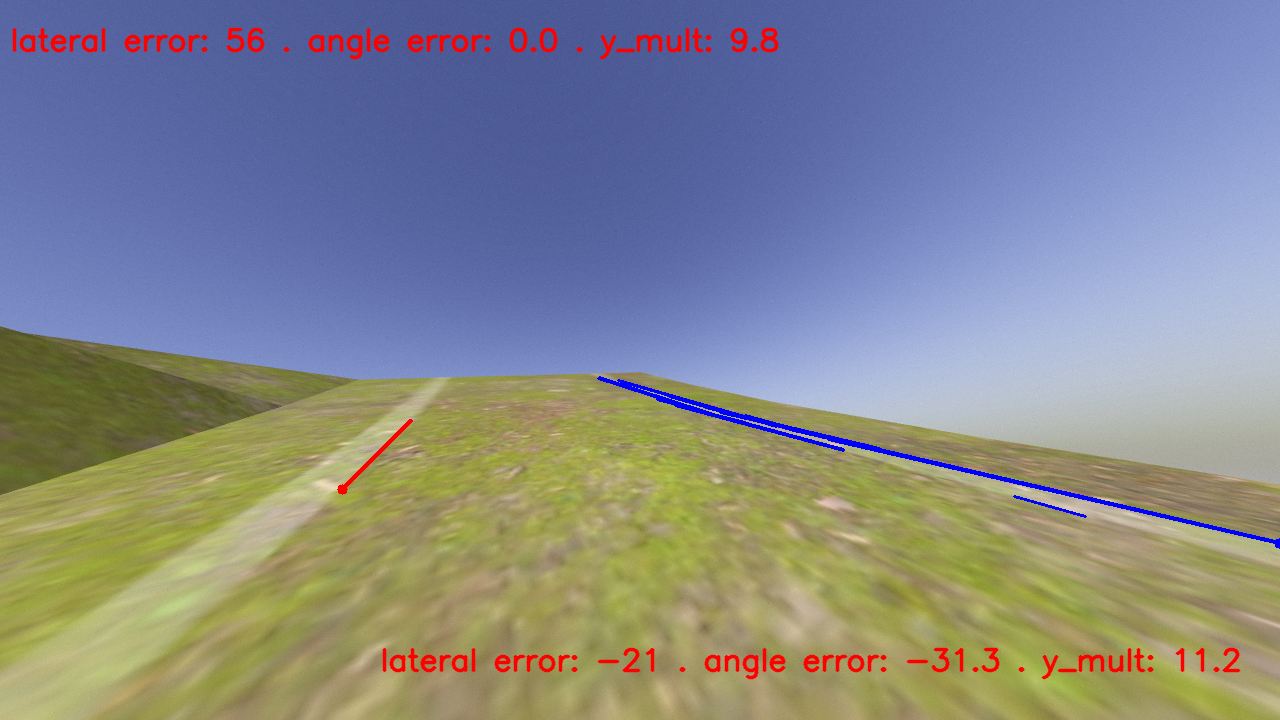 lateral error: 56 . angle error: 0.0 . y_mult: 9.8
lateral error: -21 . angle error: -31.3 . y_mult: 11.2